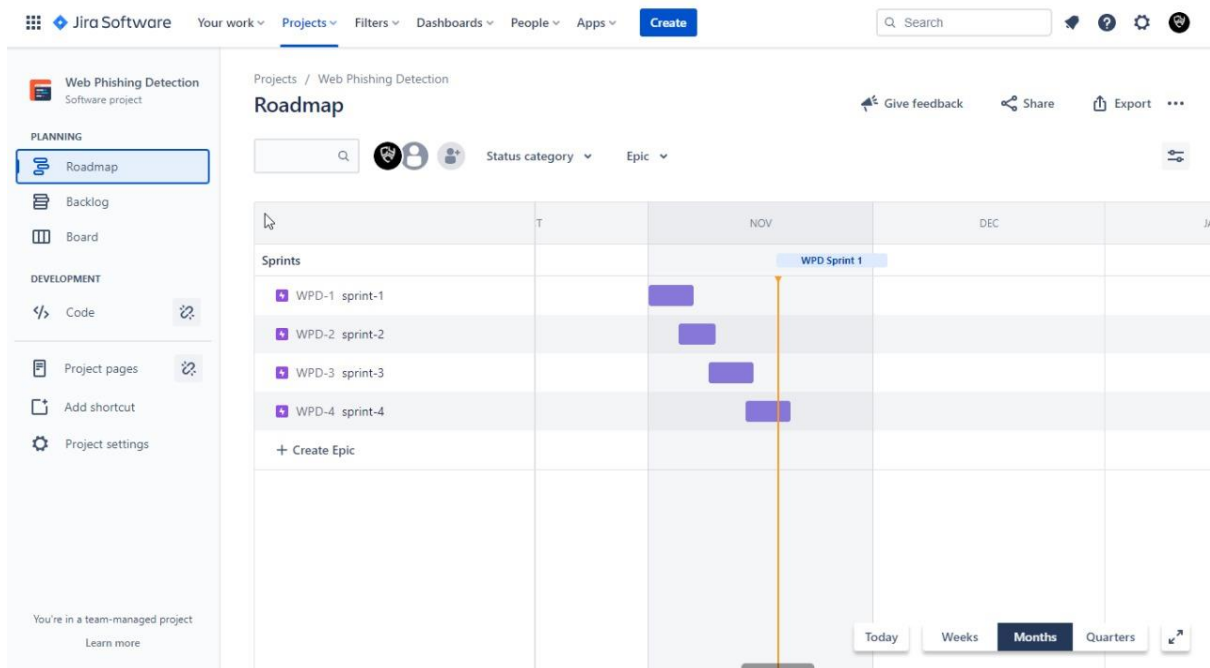 Jira Software Your work Projects Filters Dashboards People Apps Create Search
Web Phishing Detection
Software project
PLANNING
Roadmap
Backlog
Board
DEVELOPMENT
Code
Project pages
Add shortcut
Project settings
You're in a team-managed project
Learn more
Projects / Web Phishing Detection
Roadmap
Give feedback Share Export
Status category Epic
T NOV DEC JA
Sprints WPD Sprint 1
WPD-1 sprint-1
WPD-2 sprint-2
WPD-3 sprint-3
WPD-4 sprint-4
+ Create Epic
Today Weeks Months Quarters